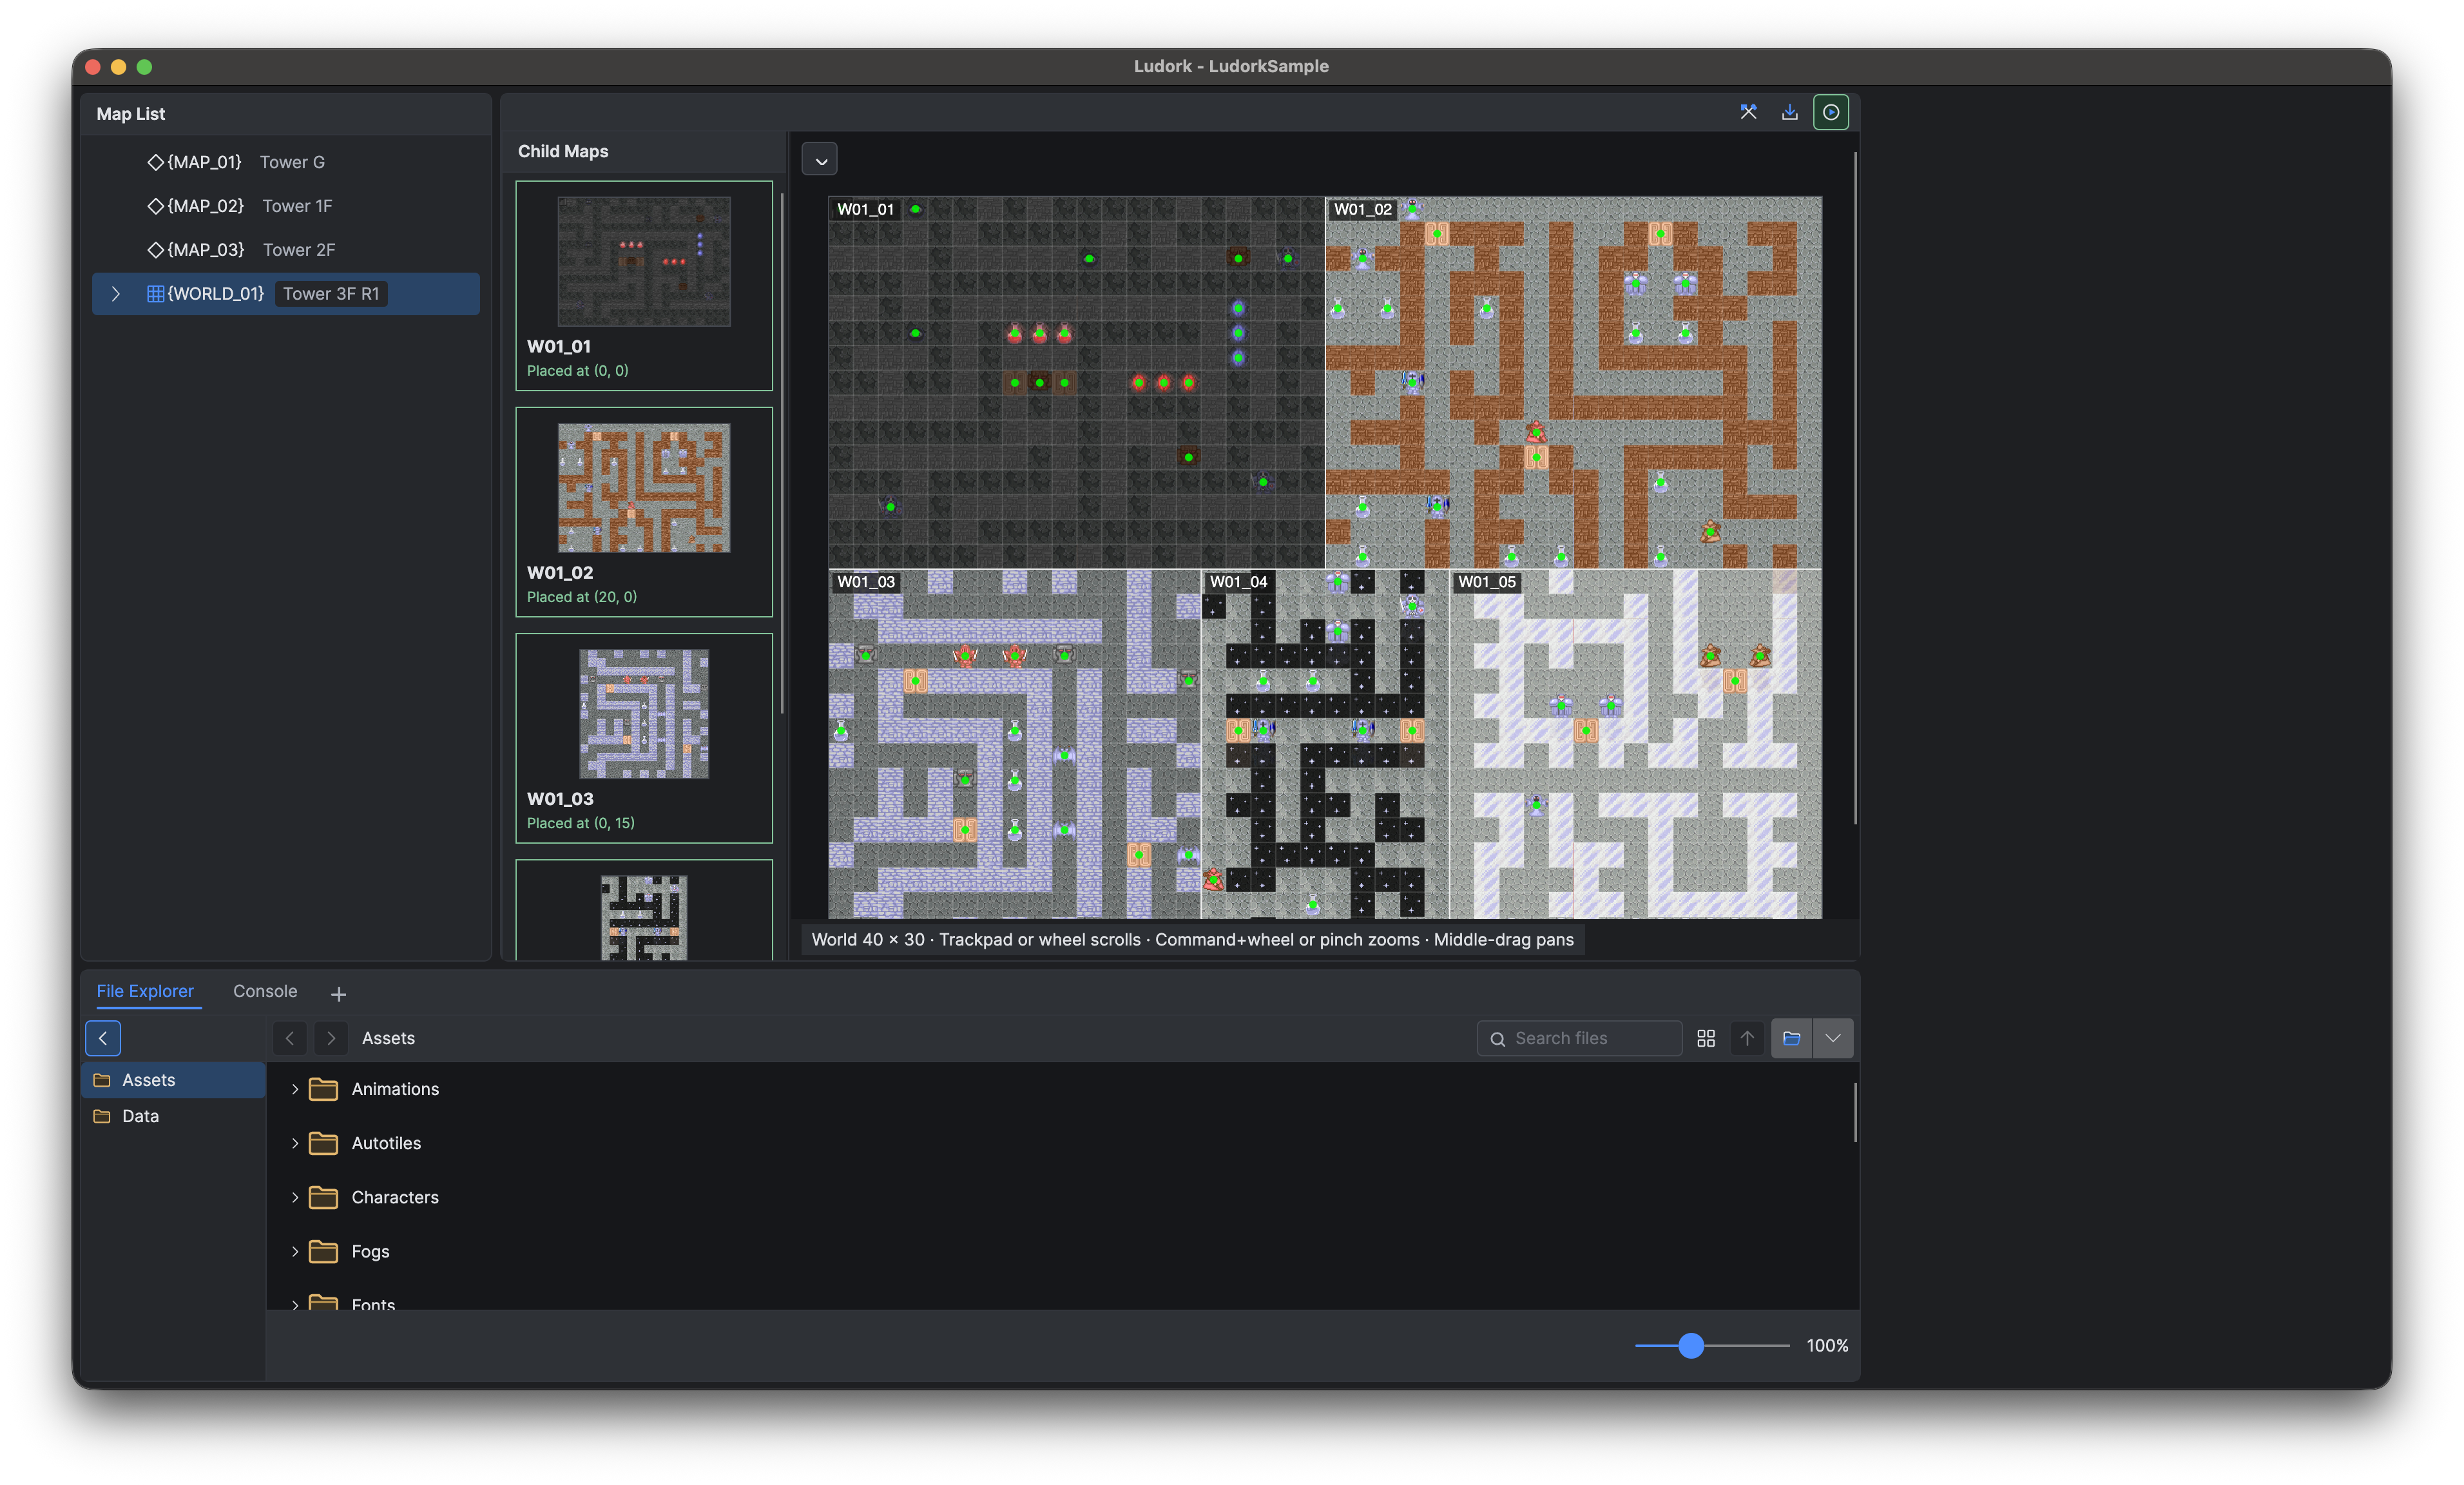 Ludork - LudorkSample
Map List
{MAP_01} Tower G
{MAP_02} Tower 1F
{MAP_03} Tower 2F
{WORLD_01} Tower 3F R1
Child Maps
W01_01
Placed at (0, 0)
W01_02
Placed at (20, 0)
W01_03
Placed at (0, 15)
W01_01
W01_02
W01_03
W01_04
W01_05
World 40 × 30 · Trackpad or wheel scrolls · Command+wheel or pinch zooms · Middle-drag pans
File Explorer
Console
Assets
Search files
Assets
Data
Animations
Autotiles
Characters
Fogs
Fonts
100%